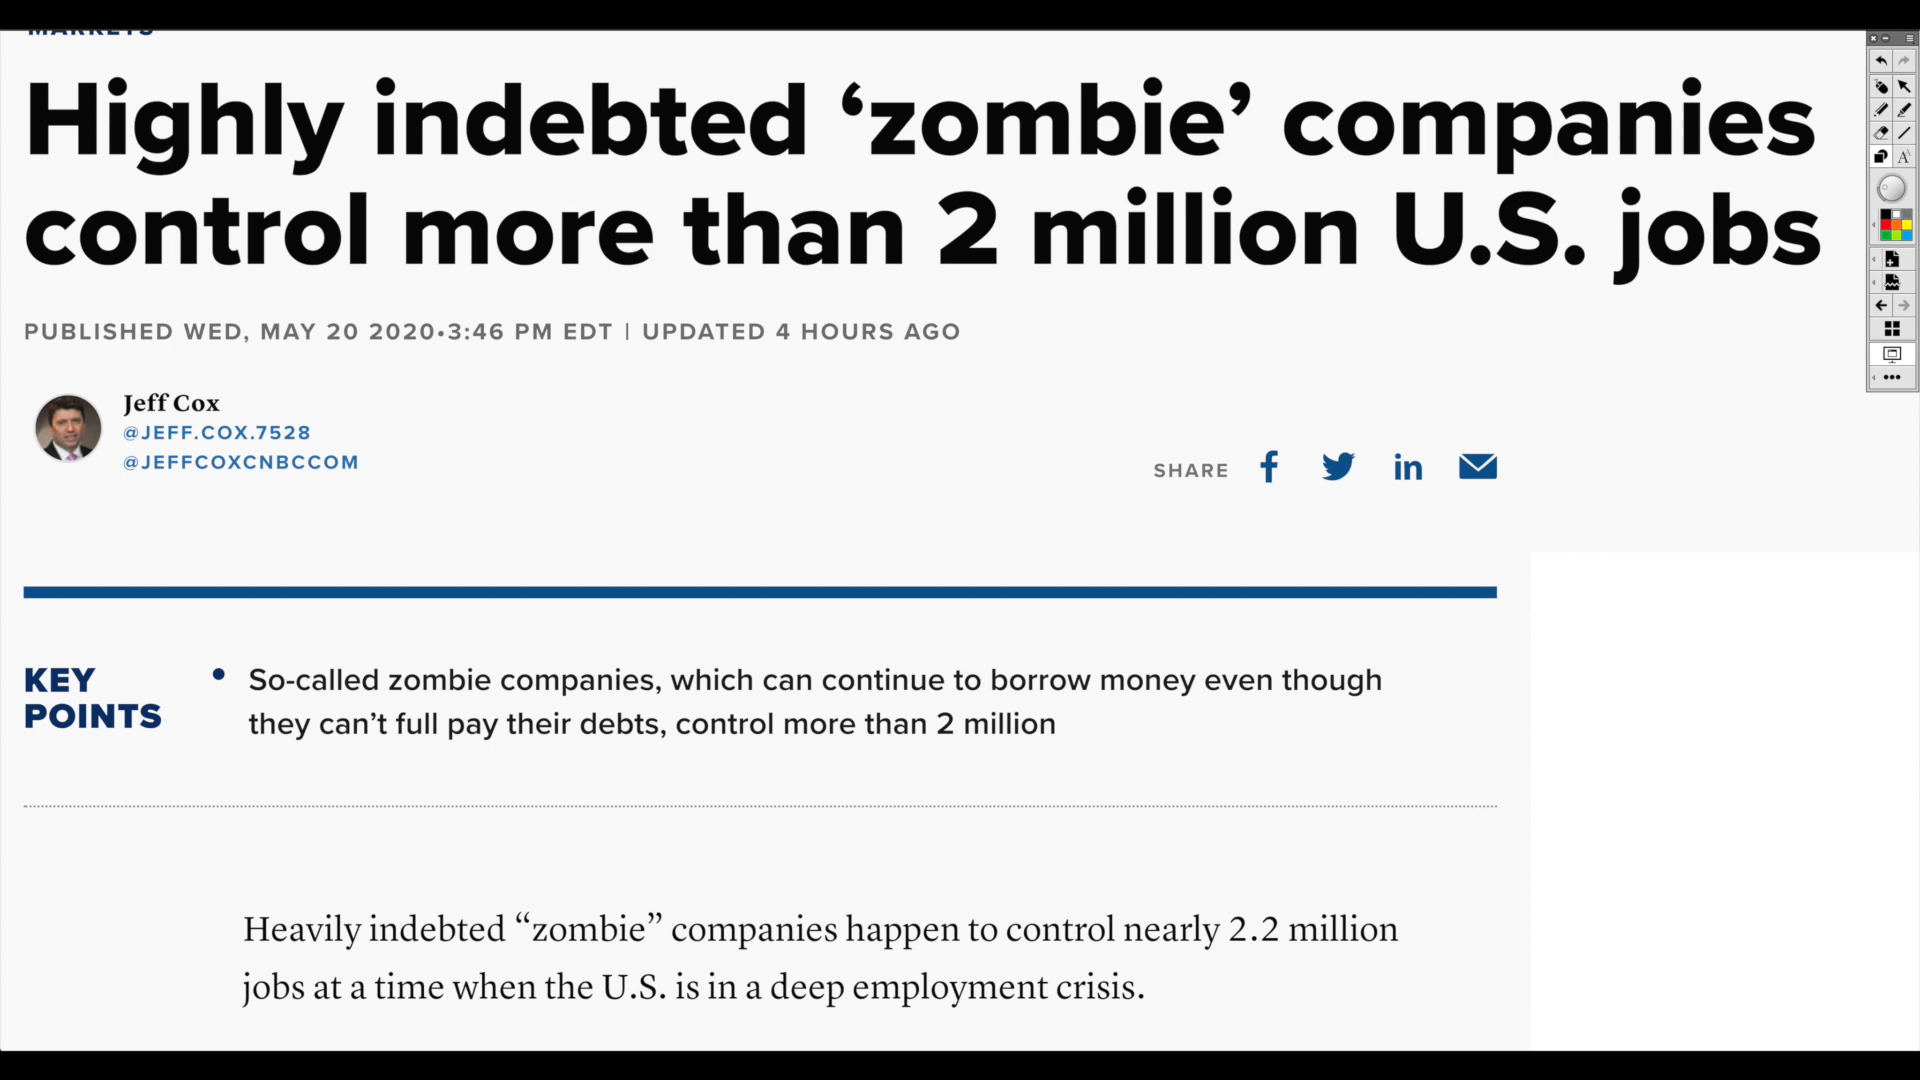 MARKETS
Highly indebted ‘zombie’ companies
control more than 2 million U.S. jobs
PUBLISHED WED, MAY 20 2020•3:46 PM EDT | UPDATED 4 HOURS AGO
Jeff Cox
@JEFF.COX.7528
@JEFFCOXCNBCCOM
SHARE
KEY
POINTS
• So-called zombie companies, which can continue to borrow money even though
they can’t full pay their debts, control more than 2 million
Heavily indebted “zombie” companies happen to control nearly 2.2 million
jobs at a time when the U.S. is in a deep employment crisis.